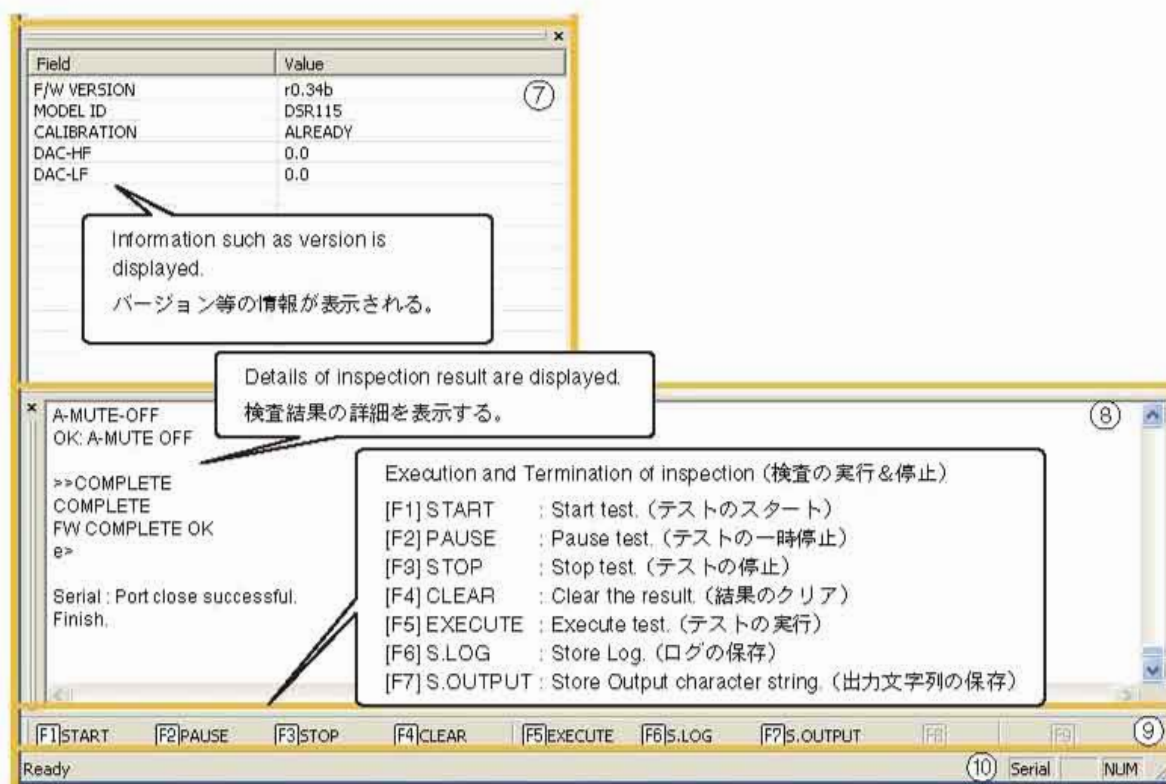 Field Value
F/W VERSION r0.34b
⑦
MODEL ID DSR115
CALIBRATION ALREADY
DAC-HF 0.0
DAC-LF 0.0
Information such as version is
displayed.
バージョン等の情報が表示される。
Details of inspection result are displayed.
検査結果の詳細を表示する。
⑧
A-MUTE-OFF
OK: A-MUTE OFF
>>COMPLETE
COMPLETE
FW COMPLETE OK
e>
Serial : Port close successful.
Finish.
Execution and Termination of inspection (検査の実行&停止)
[F1] START : Start test. (テストのスタート)
[F2] PAUSE : Pause test. (テストの一時停止)
[F3] STOP : Stop test. (テストの停止)
[F4] CLEAR : Clear the result. (結果のクリア)
[F5] EXECUTE : Execute test. (テストの実行)
[F6] S.LOG : Store Log. (ログの保存)
[F7] S.OUTPUT : Store Output character string. (出力文字列の保存)
F1 START F2 PAUSE F3 STOP F4 CLEAR F5 EXECUTE F6 S.LOG F7 S.OUTPUT F8 F9 ⑨
Ready ⑩ Serial NUM